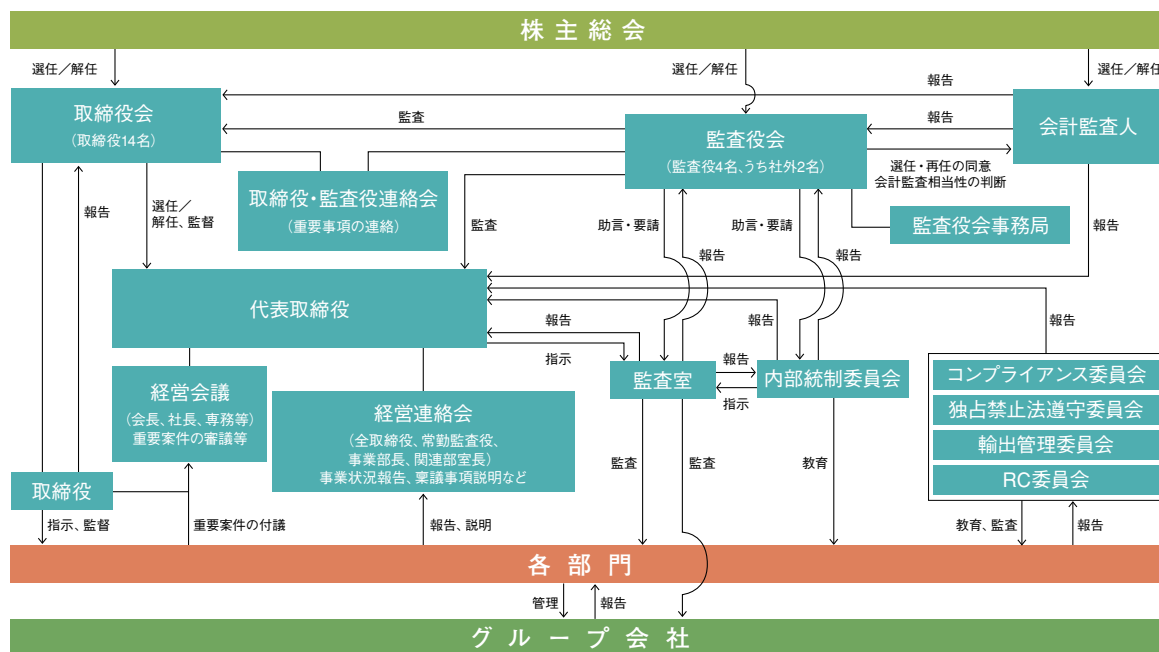 株主総会
選任／解任
選任／解任
選任／解任
報告
取締役会
（取締役14名）
監査
監査役会
（監査役4名、うち社外2名）
報告
会計監査人
選任・再任の同意
会計監査相当性の判断
報告
選任／
解任、監督
取締役・監査役連絡会
（重要事項の連絡）
監査
助言・要請
報告
助言・要請
報告
監査役会事務局
報告
代表取締役
報告
指示
報告
報告
監査室
報告
指示
内部統制委員会
コンプライアンス委員会
独占禁止法遵守委員会
輸出管理委員会
RC委員会
経営会議
（会長、社長、専務等）
重要案件の審議等
経営連絡会
（全取締役、常勤監査役、
事業部長、関連部室長）
事業状況報告、稟議事項説明など
監査
監査
教育
取締役
指示、監督
重要案件の付議
報告、説明
教育、監査
報告
各部門
管理
報告
グループ会社